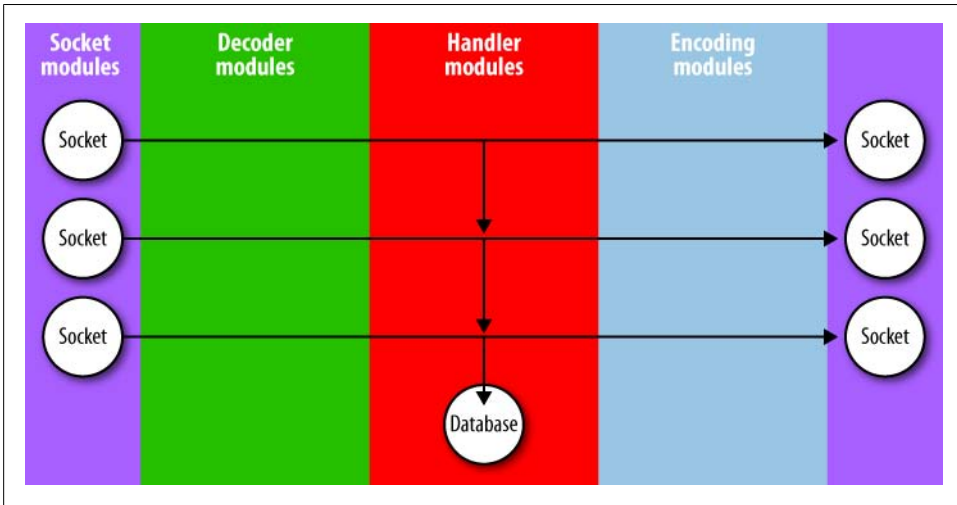 Socket
modules
Decoder
modules
Handler
modules
Encoding
modules
Socket
Socket
Socket
Socket
Socket
Socket
Database